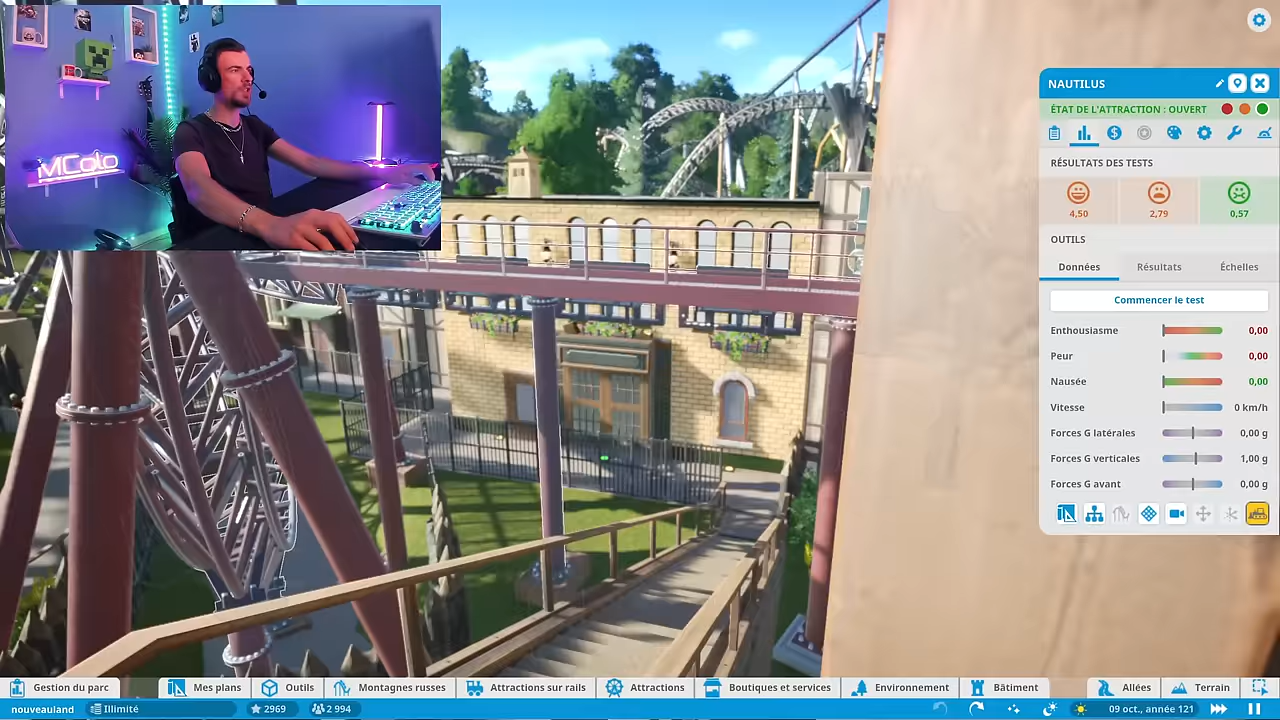 MColo
NAUTILUS
ÉTAT DE L'ATTRACTION : OUVERT
RÉSULTATS DES TESTS
4,50 2,79 0,57
OUTILS
Données Résultats Échelles
Commencer le test
Enthousiasme 0,00
Peur 0,00
Nausée 0,00
Vitesse 0 km/h
Forces G latérales 0,00 g
Forces G verticales 1,00 g
Forces G avant 0,00 g
Gestion du parc Mes plans Outils Montagnes russes Attractions sur rails Attractions Boutiques et services Environnement Bâtiment Allées Terrain
nouveauland Illimité 2969 2 994 09 oct., année 121